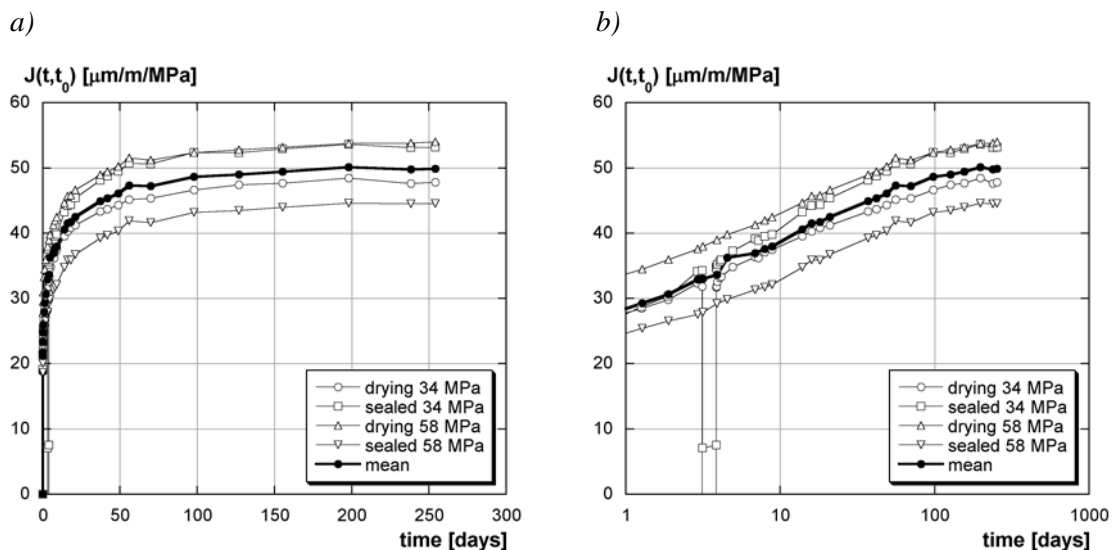 a)
J(t,t0) [µm/m/MPa]
60
50
40
30
20
10
0
0 50 100 150 200 250 300
time [days]
drying 34 MPa
sealed 34 MPa
drying 58 MPa
sealed 58 MPa
mean
b)
J(t,t0) [µm/m/MPa]
60
50
40
30
20
10
0
1 10 100 1000
time [days]
drying 34 MPa
sealed 34 MPa
drying 58 MPa
sealed 58 MPa
mean